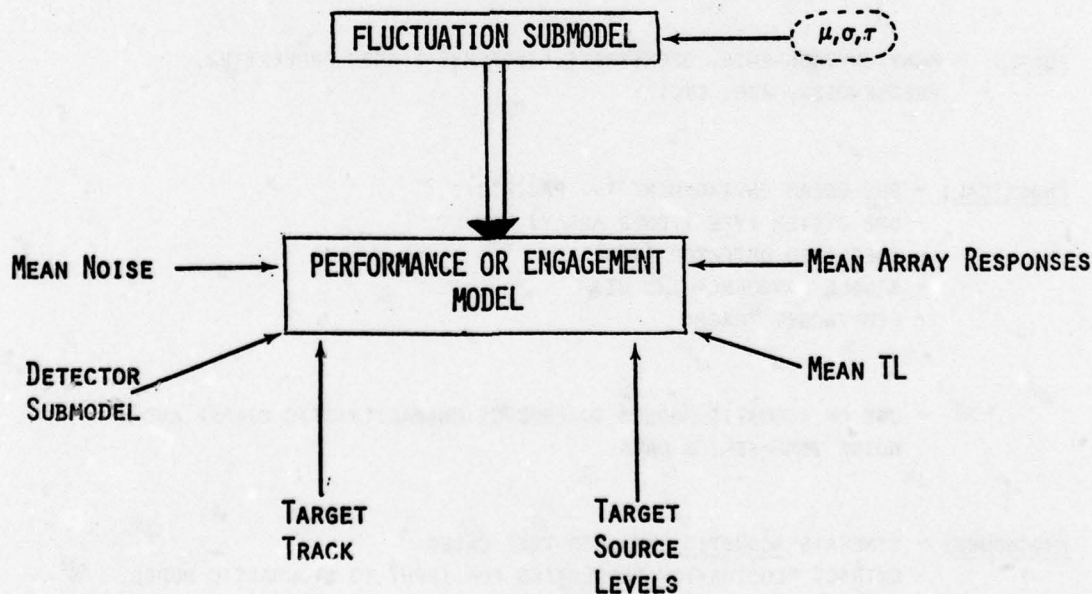 FLUCTUATION SUBMODEL
μ,σ,τ
MEAN NOISE
PERFORMANCE OR ENGAGEMENT
MODEL
MEAN ARRAY RESPONSES
DETECTOR
SUBMODEL
MEAN TL
TARGET
TRACK
TARGET
SOURCE
LEVELS